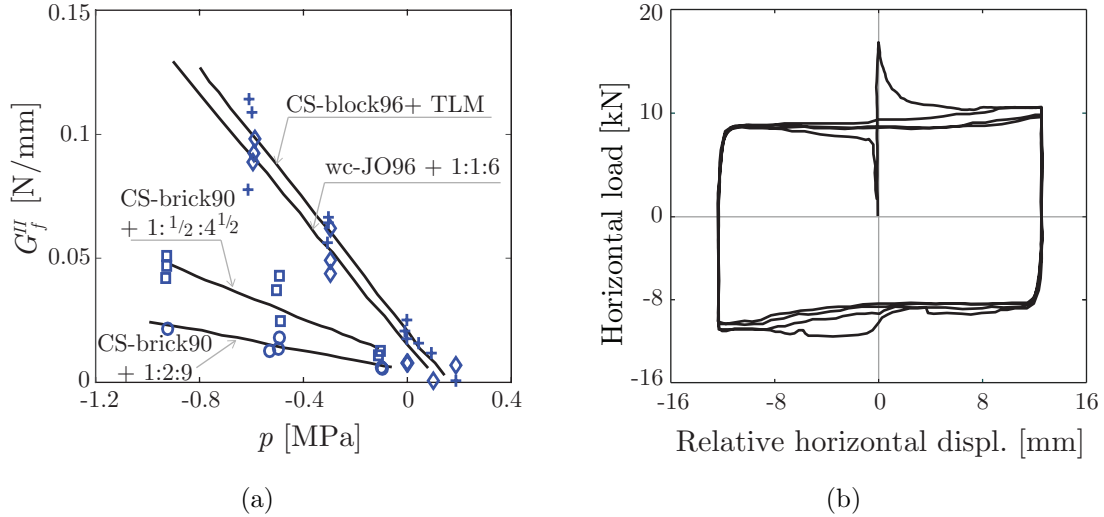 0.15
0.1
0.05
0
-1.2
-0.8
-0.4
0
0.4
G_f^{II} [N/mm]
p [MPa]
CS-block96+ TLM
wc-JO96 + 1:1:6
CS-brick90
+ 1:1/2:4 1/2
CS-brick90
+ 1:2:9
(a)
20
10
0
-8
-16
-16
-8
0
8
16
Horizontal load [kN]
Relative horizontal displ. [mm]
(b)